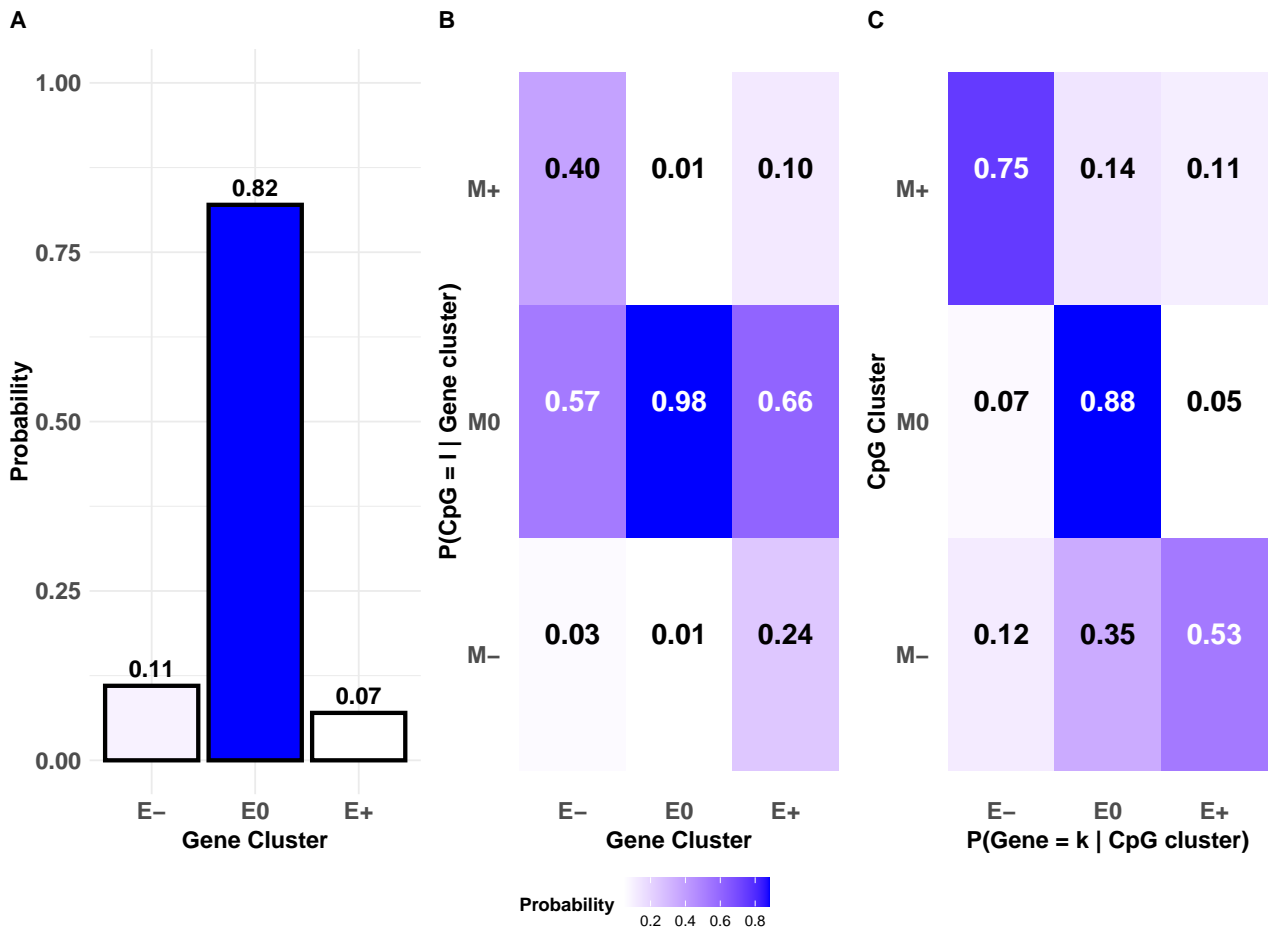 A
1.00
0.75
0.50
0.25
0.00
Probability
0.11
0.82
0.07
E−
E0
E+
Gene Cluster
B
P(CpG = l | Gene cluster)
M+
0.40
0.01
0.10
M0
0.57
0.98
0.66
M−
0.03
0.01
0.24
E−
E0
E+
Gene Cluster
C
CpG Cluster
M+
0.75
0.14
0.11
M0
0.07
0.88
0.05
M−
0.12
0.35
0.53
E−
E0
E+
P(Gene = k | CpG cluster)
Probability
0.2
0.4
0.6
0.8